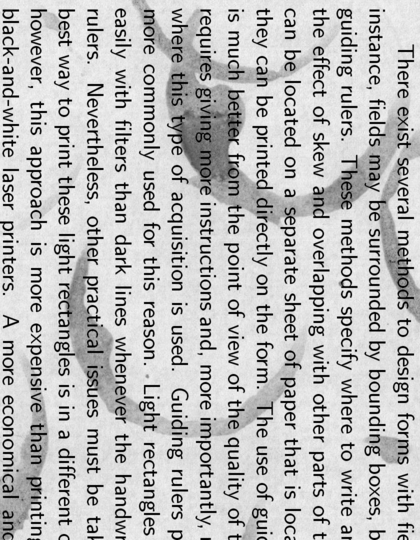 There exist several methods to design forms with fie
instance, fields may be surrounded by bounding boxes, b
guiding rulers. These methods specify where to write an
the effect of skew and overlapping with other parts of t
can be located on a separate sheet of paper that is loca
they can be printed directly on the form. The use of guid
is much better from the point of view of the quality of t
requires giving more instructions and, more importantly,
where this type of acquisition is used. Guiding rulers p
more commonly used for this reason. Light rectangles
easily with filters than dark lines whenever the handwr
rulers. Nevertheless, other practical issues must be tak
best way to print these light rectangles is in a different c
however, this approach is more expensive than printing
black-and-white laser printers. A more economical and